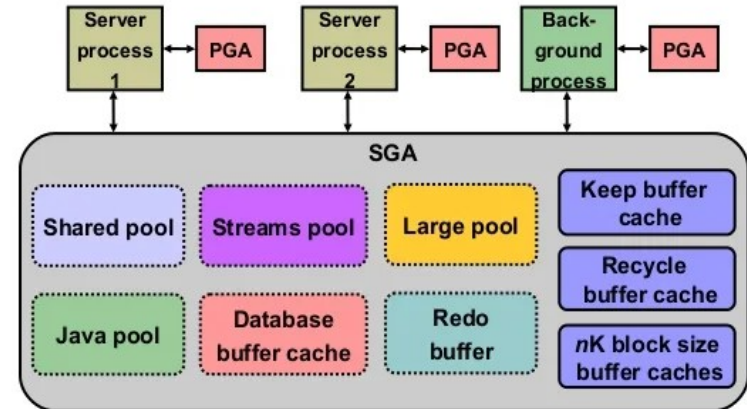 Server
process
1
PGA
Server
process
2
PGA
Back-
ground
process
PGA
SGA
Shared pool
Streams pool
Large pool
Keep buffer
cache
Recycle
buffer cache
Java pool
Database
buffer cache
Redo
buffer
nK block size
buffer caches